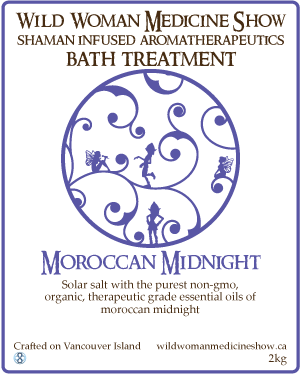 Wild Woman Medicine Show
Shaman Infused Aromatherapeutics
Bath Treatment
Moroccan Midnight
Solar salt with the purest non-gmo,
organic, therapeutic grade essential oils of
moroccan midnight
Crafted on Vancouver Island wildwomanmedicineshow.ca
2kg